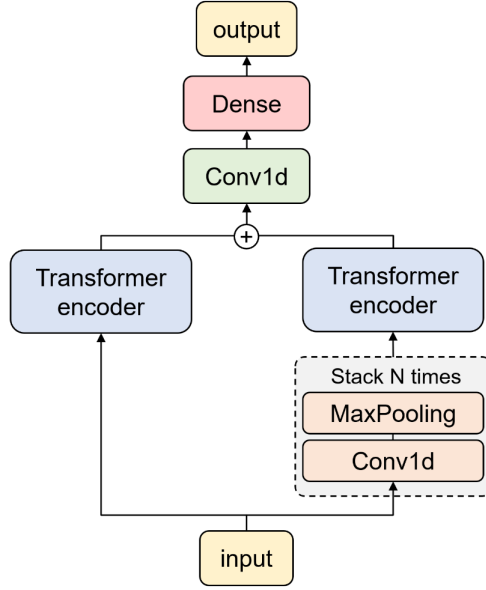 output
Dense
Conv1d
+
Transformer
encoder
Transformer
encoder
Stack N times
MaxPooling
Conv1d
input